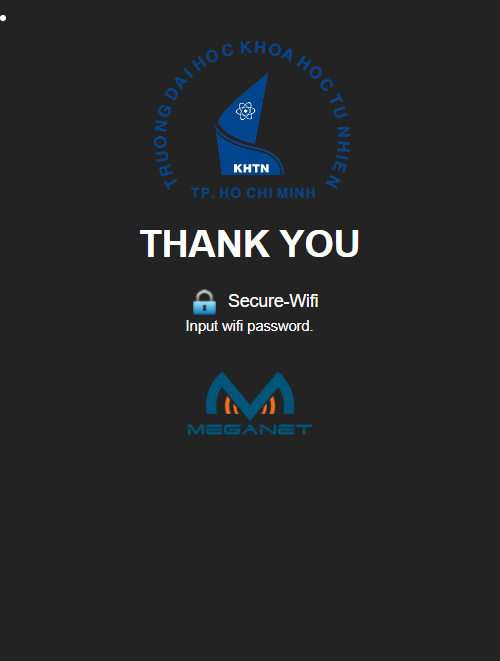 TRUONG DAI HOC KHOA HOC TU NHIEN
KHTN
TP. HO CHI MINH
THANK YOU
Secure-Wifi
Input wifi password.
MEGANET